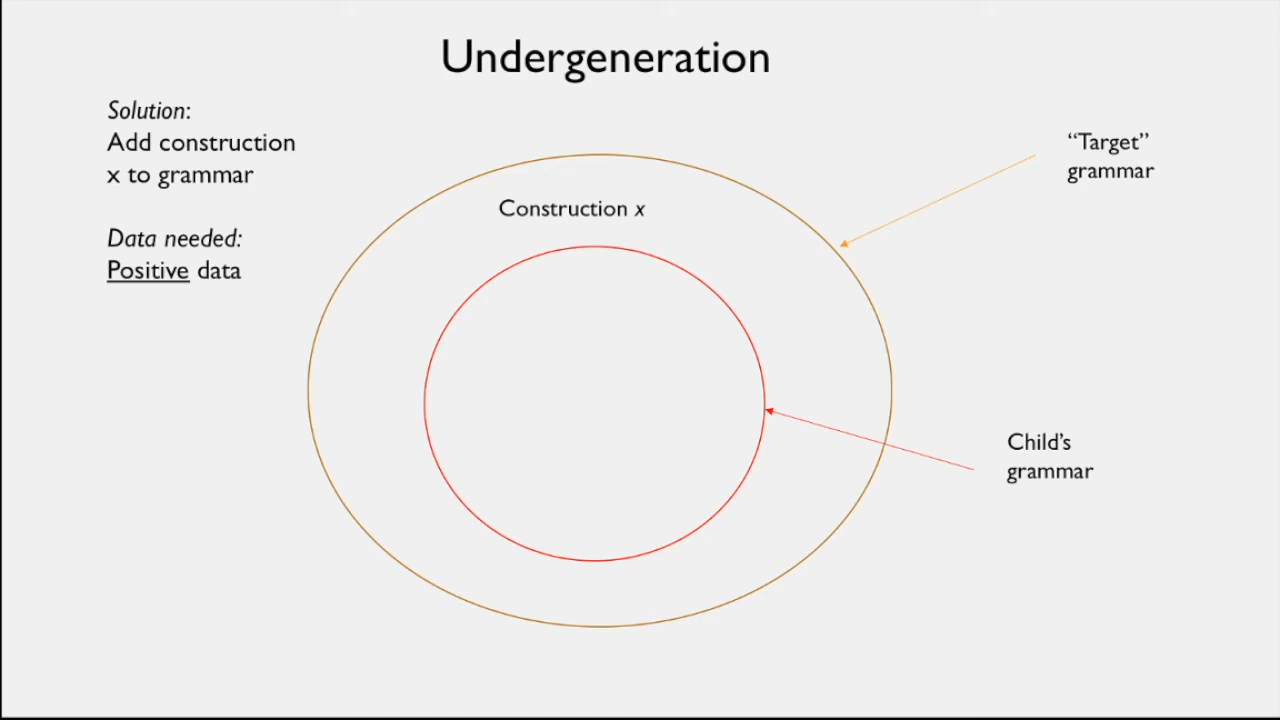 Undergeneration
Solution:
Add construction
x to grammar
Data needed:
Positive data
Construction x
“Target”
grammar
Child’s
grammar